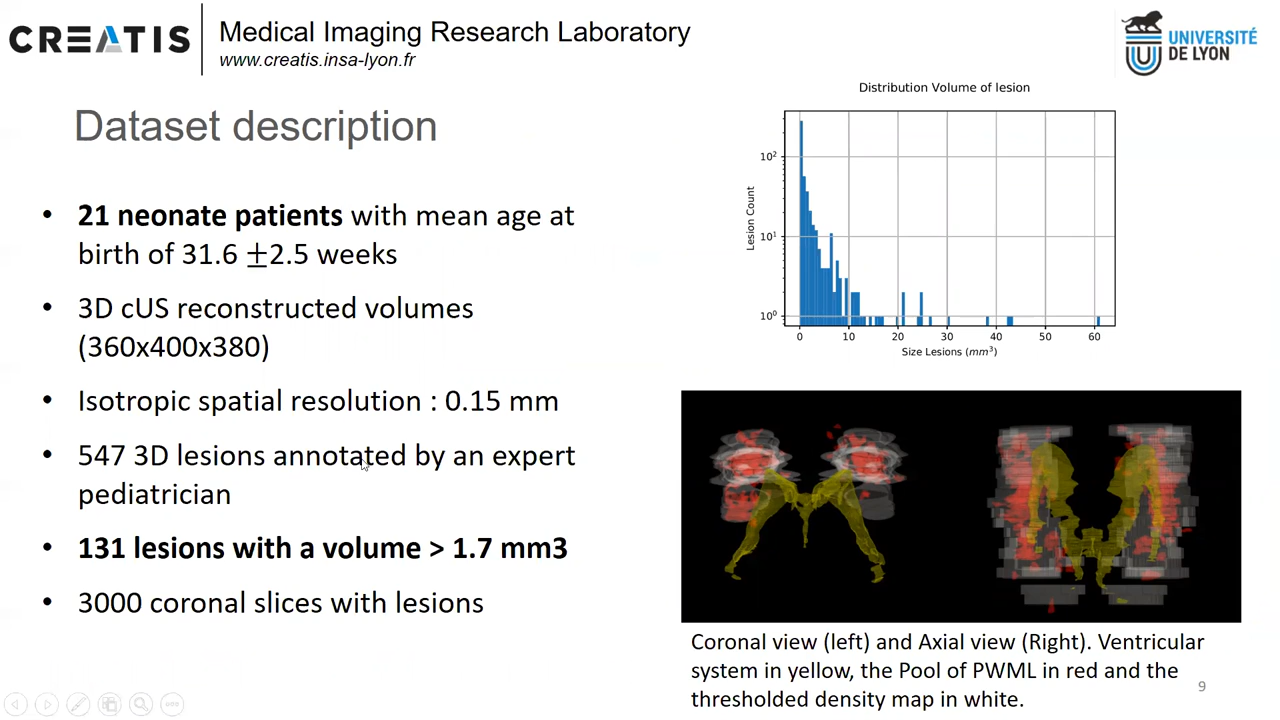 CREATIS
Medical Imaging Research Laboratory
www.creatis.insa-lyon.fr
UNIVERSITÉ
DE LYON
Dataset description
• 21 neonate patients with mean age at
birth of 31.6 ±2.5 weeks
• 3D cUS reconstructed volumes
(360x400x380)
• Isotropic spatial resolution : 0.15 mm
• 547 3D lesions annotated by an expert
pediatrician
• 131 lesions with a volume > 1.7 mm3
• 3000 coronal slices with lesions
Distribution Volume of lesion
Lesion Count
10²
10¹
10⁰
0 10 20 30 40 50 60
Size Lesions (mm³)
Coronal view (left) and Axial view (Right). Ventricular
system in yellow, the Pool of PWML in red and the
thresholded density map in white.
9